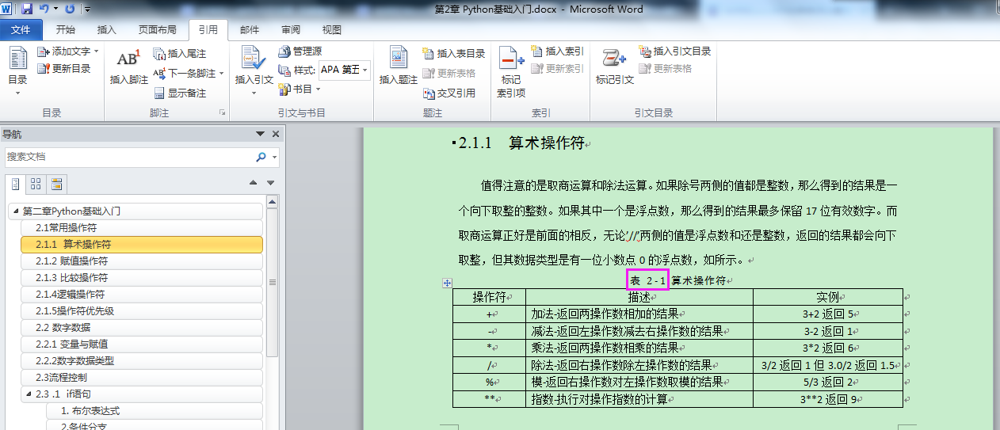 第2章 Python基础入门.docx - Microsoft Word
文件 开始 插入 页面布局 引用 邮件 审阅 视图
目录
添加文字
更新目录
目录
AB1
插入脚注
插入尾注
下一条脚注
显示备注
脚注
插入引文
管理源
样式: APA 第五
书目
引文与书目
插入题注
插入表目录
更新表格
交叉引用
题注
标记
索引项
插入索引
更新索引
索引
标记引文
插入引文目录
更新表格
引文目录
导航
搜索文档
第二章Python基础入门
2.1常用操作符
2.1.1 算术操作符
2.1.2 赋值操作符
2.1.3 比较操作符
2.1.4逻辑操作符
2.1.5操作符优先级
2.2 数字数据
2.2.1 变量与赋值
2.2.2数字数据类型
2.3流程控制
2.3 .1 if语句
1. 布尔表达式
2.条件分支
2.1.1 算术操作符
值得注意的是取商运算和除法运算。如果除号两侧的值都是整数，那么得到的结果是一
个向下取整的整数。如果其中一个是浮点数，那么得到的结果最多保留 17 位有效数字。而
取商运算正好是前面的相反，无论'//'两侧的值是浮点数和还是整数，返回的结果都会向下
取整，但其数据类型是有一位小数点 0 的浮点数，如所示。
表 2-1 算术操作符
操作符 描述 实例
+ 加法-返回两操作数相加的结果 3+2 返回 5
- 减法-返回左操作数减去右操作数的结果 3-2 返回 1
* 乘法-返回两操作数相乘的结果 3*2 返回 6
/ 除法-返回右操作数除左操作数的结果 3/2 返回 1 但 3.0/2 返回 1.5
% 模-返回右操作数对左操作数取模的结果 5/3 返回 2
** 指数-执行对操作指数的计算 3**2 返回 9